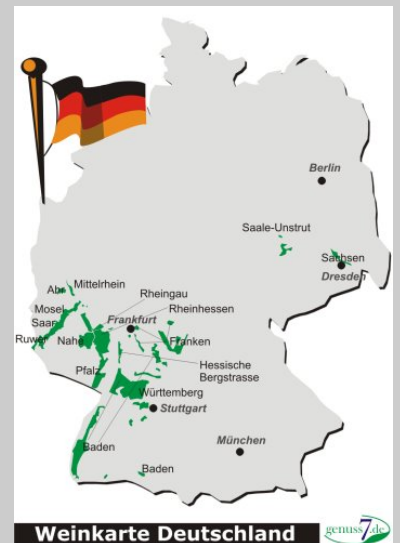 Berlin
Saale-Unstrut
Sachsen
Dresden
Ahr
Mittelrhein
Rheingau
Mosel
Rheinhessen
Saar
Frankfurt
Ruwer
Nahe
Franken
Hessische
Bergstrasse
Pfalz
Württemberg
Stuttgart
München
Baden
Baden
Weinkarte Deutschland
genuss7.de